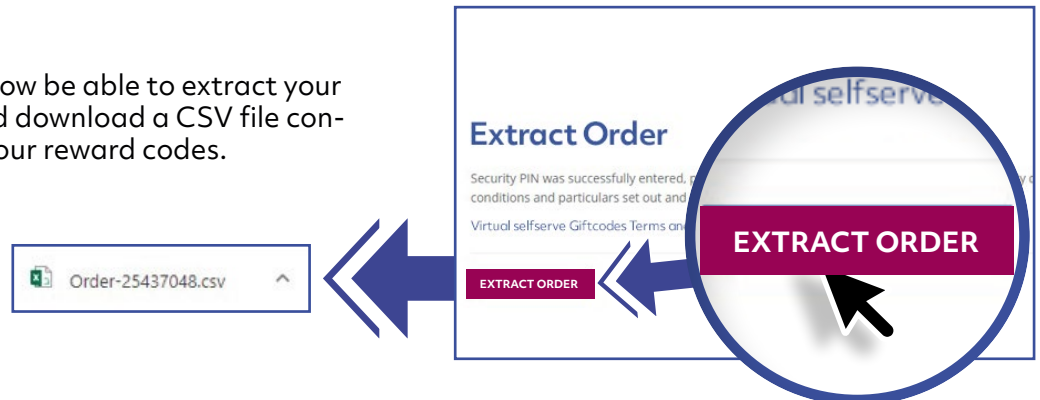 ow be able to extract your
d download a CSV file con-
our reward codes.
Order-25437048.csv
Extract Order
Security PIN was successfully entered, p
conditions and particulars set out and
Virtual selfserve Giftcodes Terms an
EXTRACT ORDER
al selfserve
EXTRACT ORDER